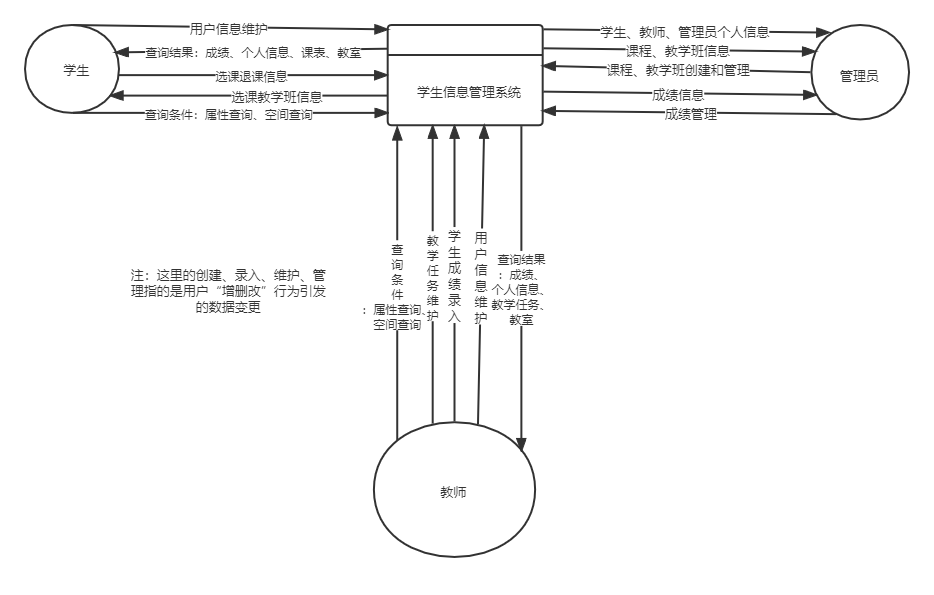 用户信息维护
查询结果：成绩、个人信息、课表、教室
学生
选课退课信息
选课教学班信息
查询条件：属性查询、空间查询
学生信息管理系统
学生、教师、管理员个人信息
课程、教学班信息
课程、教学班创建和管理
管理员
成绩信息
成绩管理
注：这里的创建、录入、维护、管
理指的是用户“增删改”行为引发
的数据变更
查询条件
：属性查询、
空间查询
教学任务维护
学生成绩录入
用户信息维护
查询结果
：成绩、
个人信息、
教学任务、
教室
教师